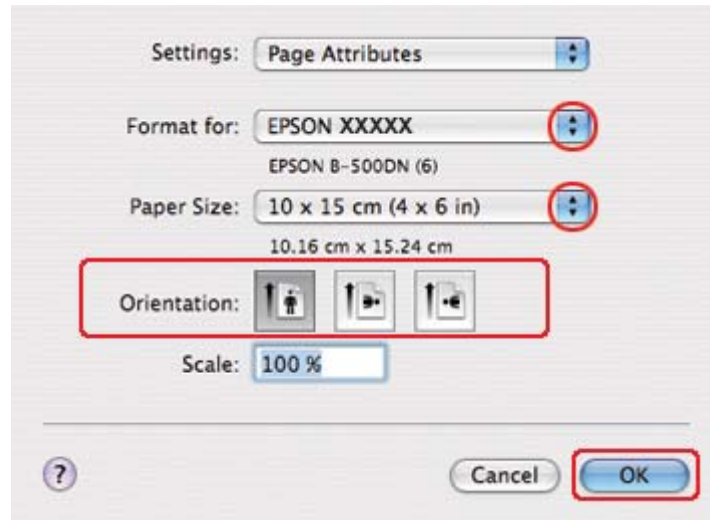 Settings: Page Attributes
Format for: EPSON XXXXX
EPSON B-500DN (6)
Paper Size: 10 x 15 cm (4 x 6 in)
10.16 cm x 15.24 cm
Orientation:
Scale: 100 %
? Cancel OK